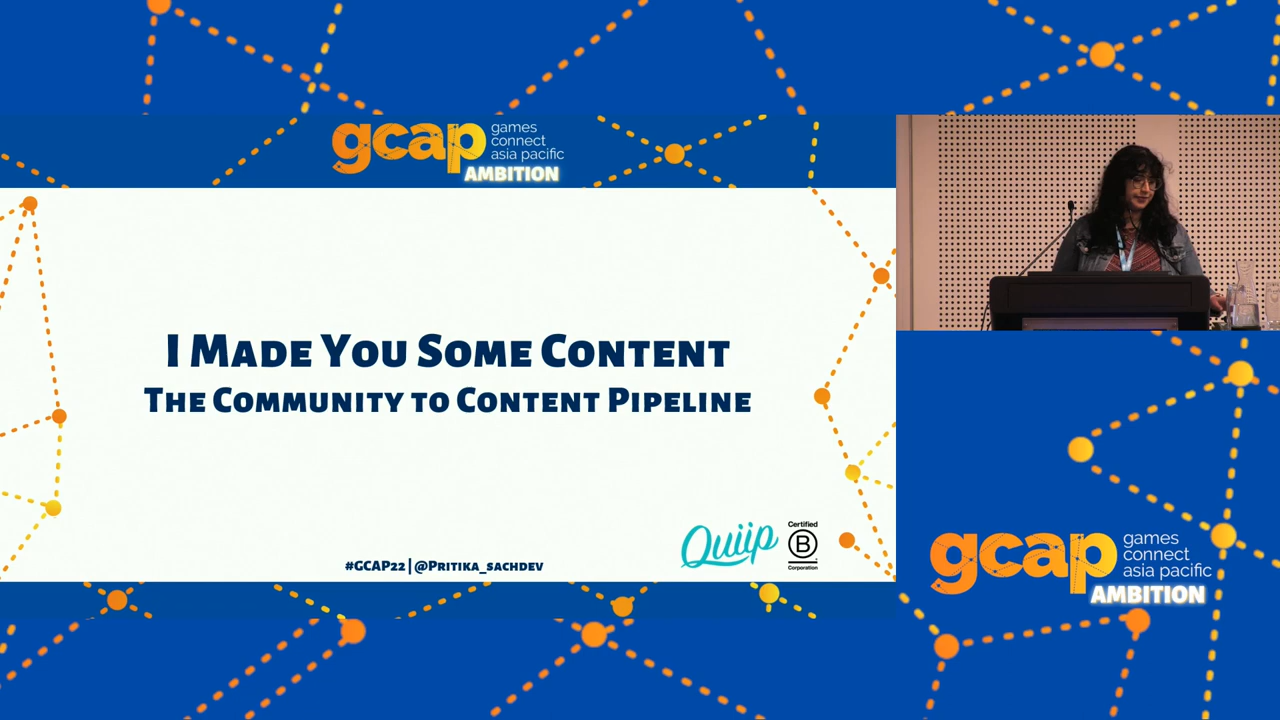 gcap
games
connect
asia pacific
AMBITION
I MADE YOU SOME CONTENT
THE COMMUNITY TO CONTENT PIPELINE
#GCAP22 | @PRITIKA_SACHDEV
Quiip
Certified
B
Corporation
gcap
games
connect
asia pacific
AMBITION